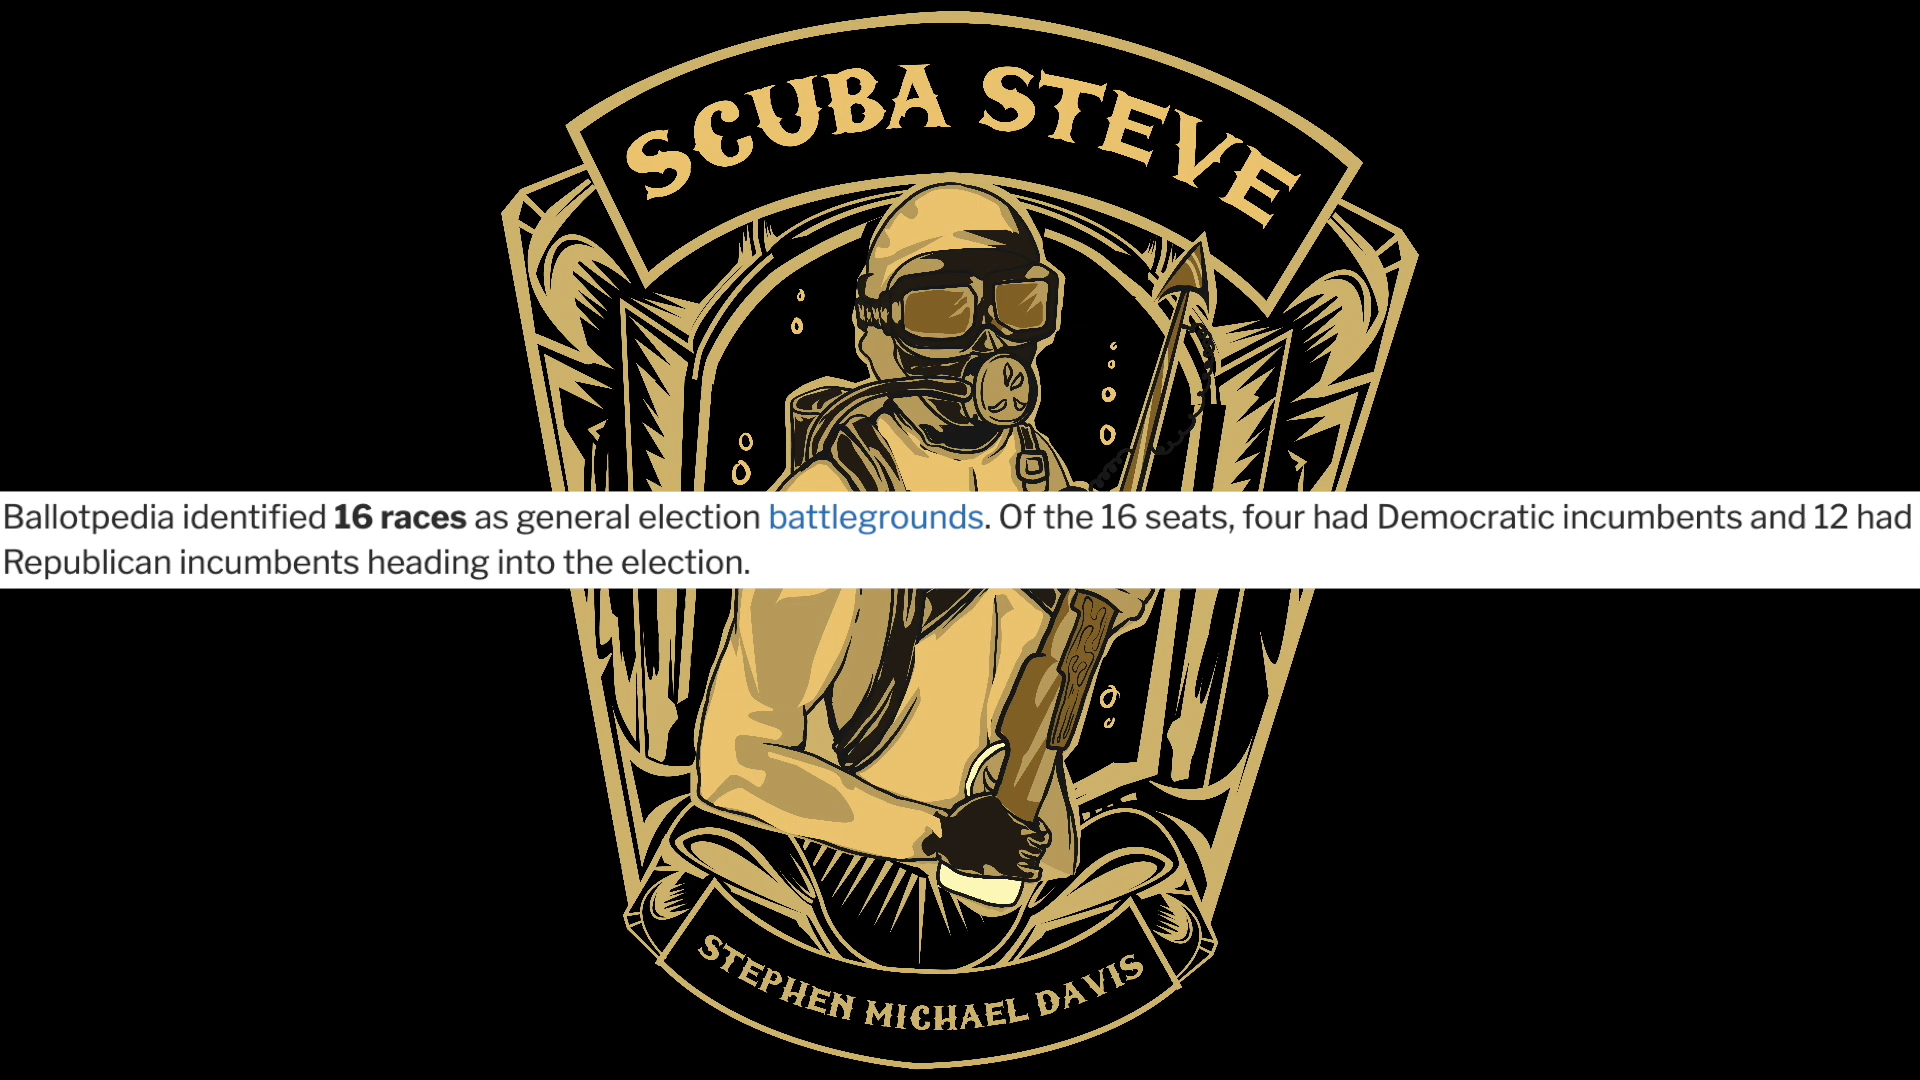 SCUBA STEVE
Ballotpedia identified 16 races as general election battlegrounds. Of the 16 seats, four had Democratic incumbents and 12 had
Republican incumbents heading into the election.
STEPHEN MICHAEL DAVIS